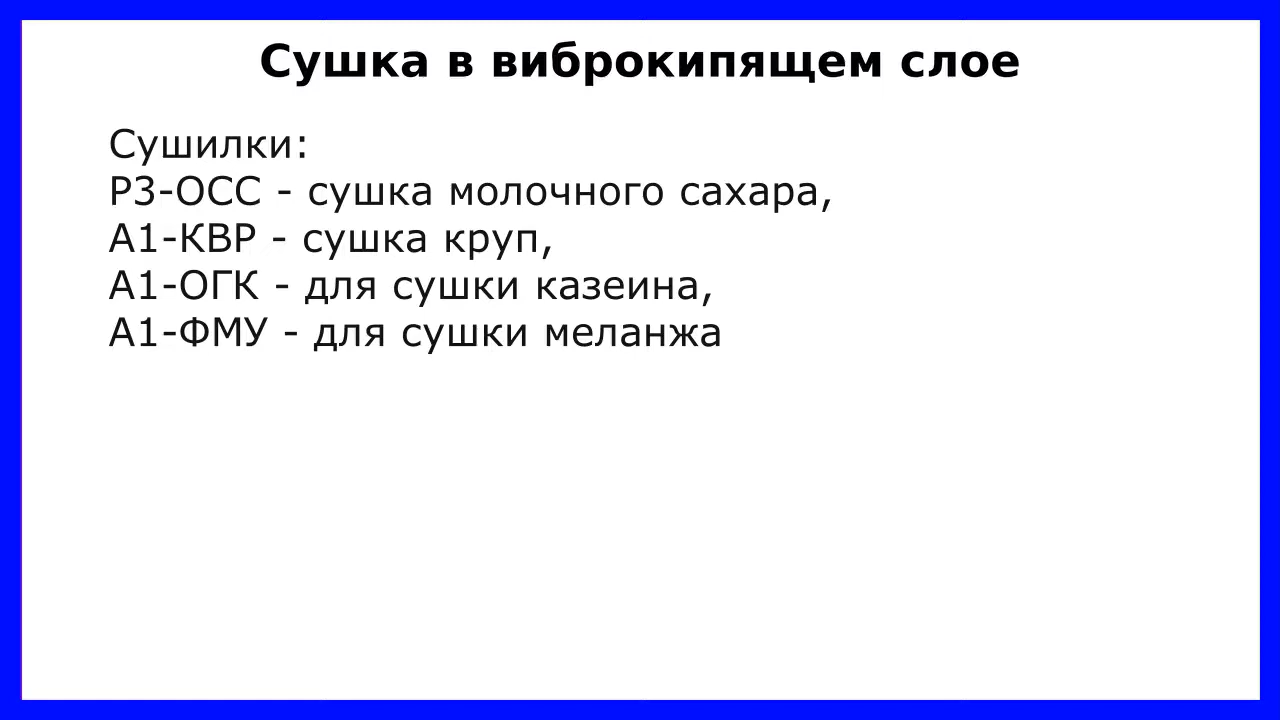 Сушка в виброкипящем слое
Сушилки:
РЗ-ОСС - сушка молочного сахара,
А1-КВР - сушка круп,
А1-ОГК - для сушки казеина,
А1-ФМУ - для сушки меланжа